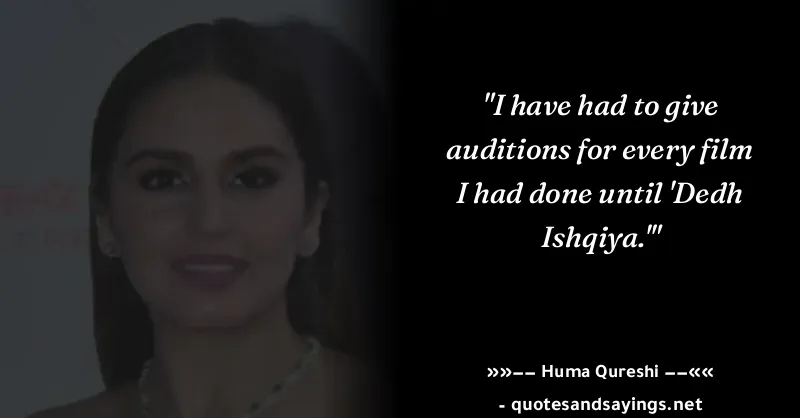 "I have had to give
auditions for every film
I had done until 'Dedh
Ishqiya.'"
»»−− Huma Qureshi −−««
- quotesandsayings.net